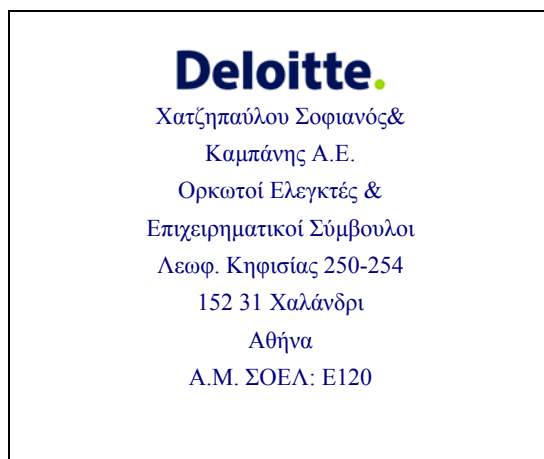 Deloitte.
Χατζηπαύλου Σοφιανός&
Καμπάνης Α.Ε.
Ορκωτοί Ελεγκτές &
Επιχειρηματικοί Σύμβουλοι
Λεωφ. Κηφισίας 250-254
152 31 Χαλάνδρι
Αθήνα
Α.Μ. ΣΟΕΛ: Ε120